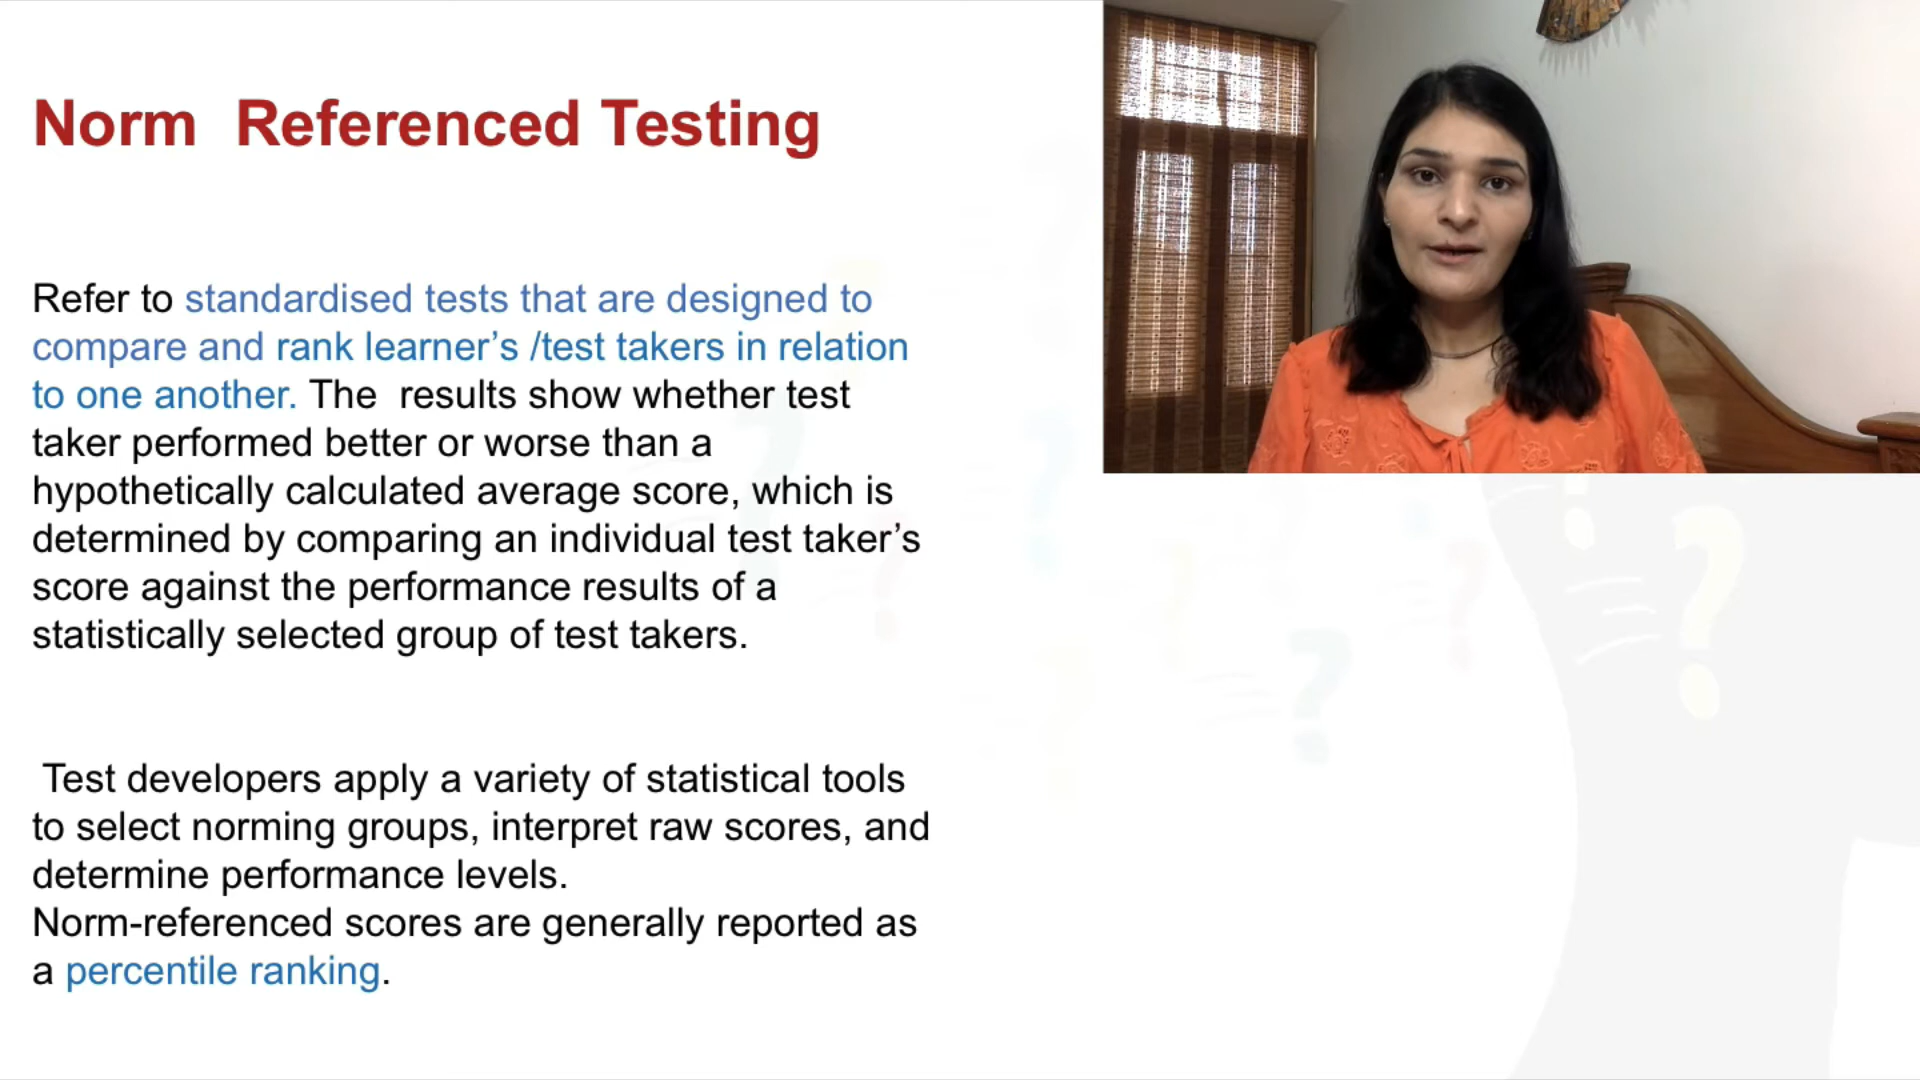 Norm Referenced Testing
Refer to standardised tests that are designed to
compare and rank learner’s /test takers in relation
to one another. The results show whether test
taker performed better or worse than a
hypothetically calculated average score, which is
determined by comparing an individual test taker’s
score against the performance results of a
statistically selected group of test takers.
Test developers apply a variety of statistical tools
to select norming groups, interpret raw scores, and
determine performance levels.
Norm-referenced scores are generally reported as
a percentile ranking.